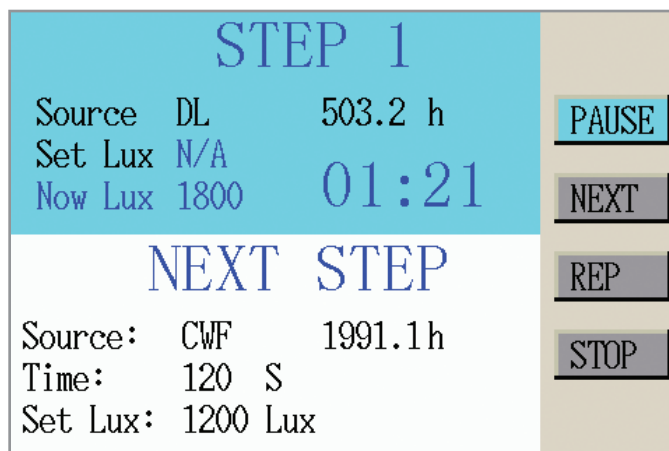 STEP 1
Source DL 503.2 h
Set Lux N/A
Now Lux 1800 01:21
NEXT STEP
Source: CWF 1991.1h
Time: 120 S
Set Lux: 1200 Lux
PAUSE
NEXT
REP
STOP